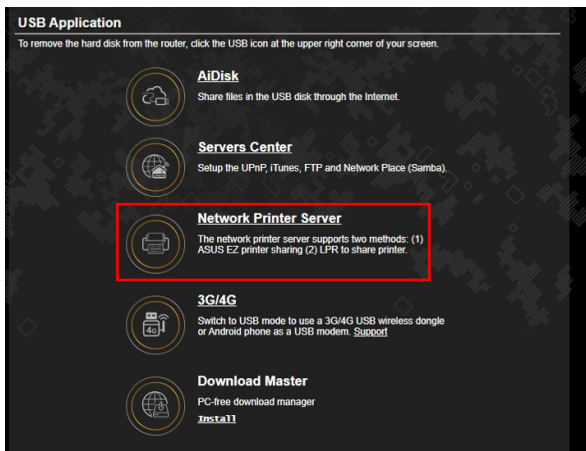 USB Application
To remove the hard disk from the router, click the USB icon at the upper right corner of your screen.
AiDisk
Share files in the USB disk through the Internet.
Servers Center
Setup the UPnP, iTunes, FTP and Network Place (Samba).
Network Printer Server
The network printer server supports two methods: (1)
ASUS EZ printer sharing (2) LPR to share printer.
3G/4G
Switch to USB mode to use a 3G/4G USB wireless dongle
or Android phone as a USB modem. Support
4G
Download Master
PC-free download manager
Install